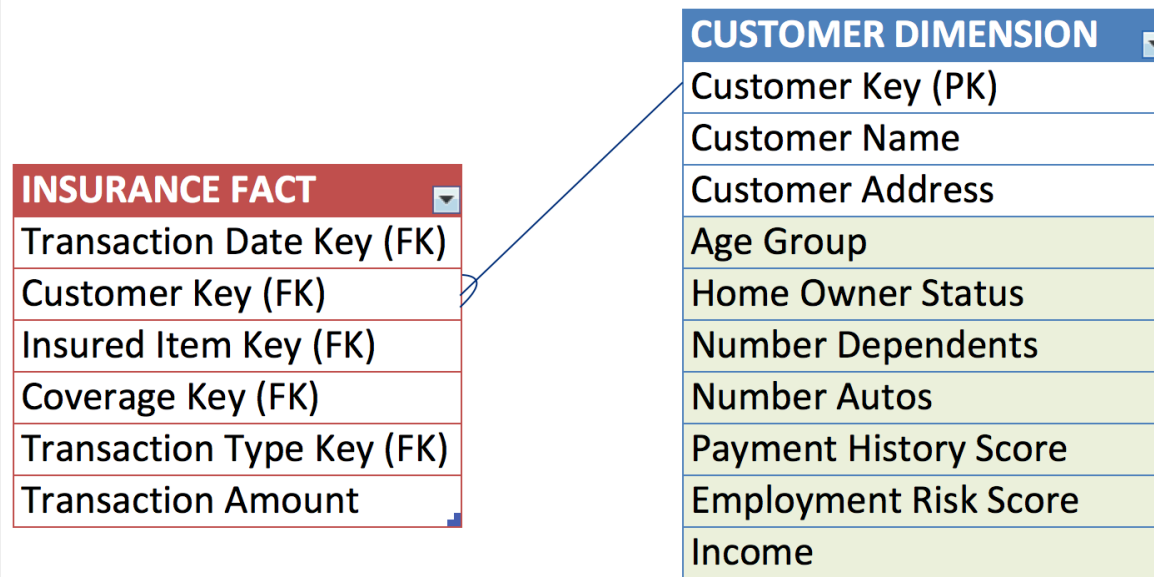 INSURANCE FACT
Transaction Date Key (FK)
Customer Key (FK)
Insured Item Key (FK)
Coverage Key (FK)
Transaction Type Key (FK)
Transaction Amount
CUSTOMER DIMENSION
Customer Key (PK)
Customer Name
Customer Address
Age Group
Home Owner Status
Number Dependents
Number Autos
Payment History Score
Employment Risk Score
Income